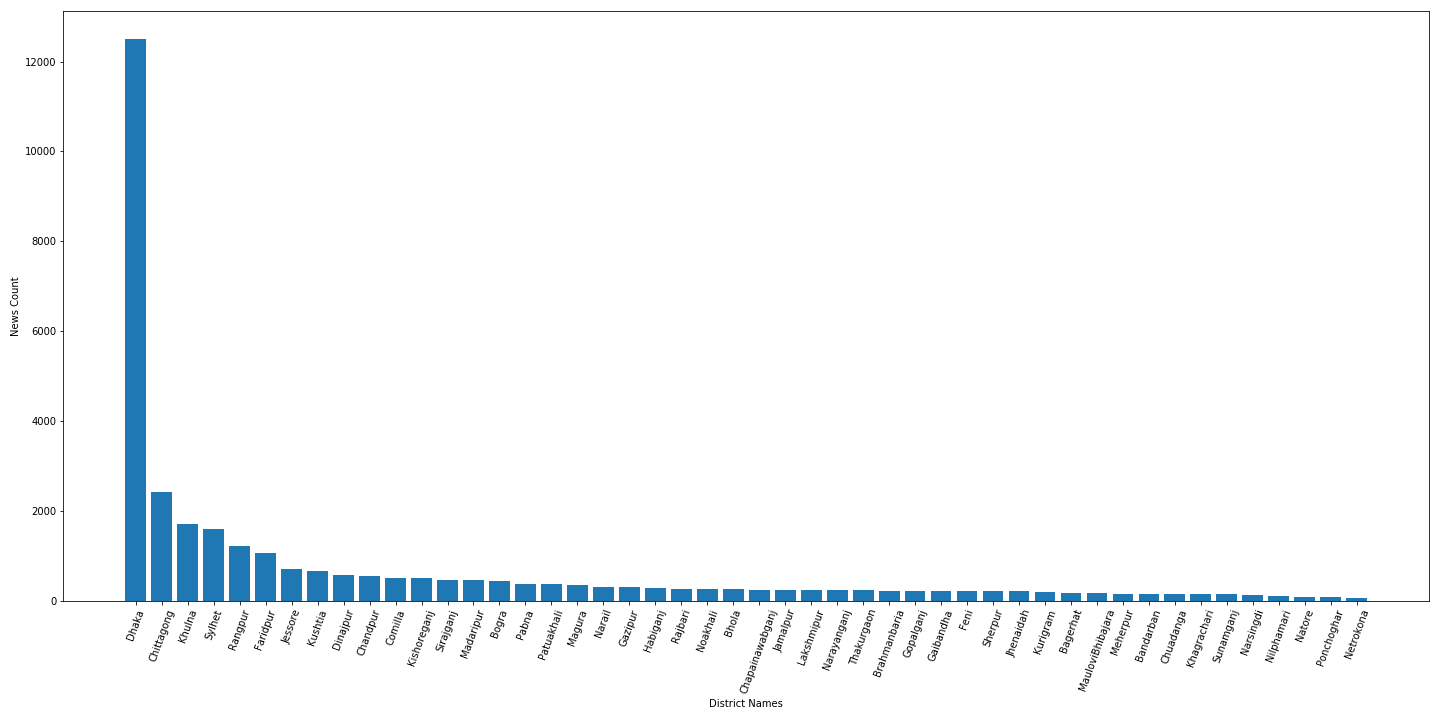 12000
10000
8000
6000
4000
2000
0
News Count
Dhaka
Chittagong
Khulna
Sylhet
Rangpur
Faridpur
Jessore
Kushtia
Dinajpur
Chandpur
Comilla
Kishoreganj
Sirajganj
Madaripur
Bogra
Pabna
Patuakhali
Magura
Narail
Gazipur
Habiganj
Rajbari
Noakhali
Bhola
Chapainawabganj
Jamalpur
Lakshmipur
Narayanganj
Thakurgaon
Brahmanbaria
Gopalganj
Gaibandha
Feni
Sherpur
Jhenaidah
Kurigram
Bagerhat
MauloviBhibajara
Meherpur
Bandarban
Chuadanga
Khagrachari
Sunamganj
Narsingdi
Nilphamari
Natore
Ponchoghar
Netrokona
District Names